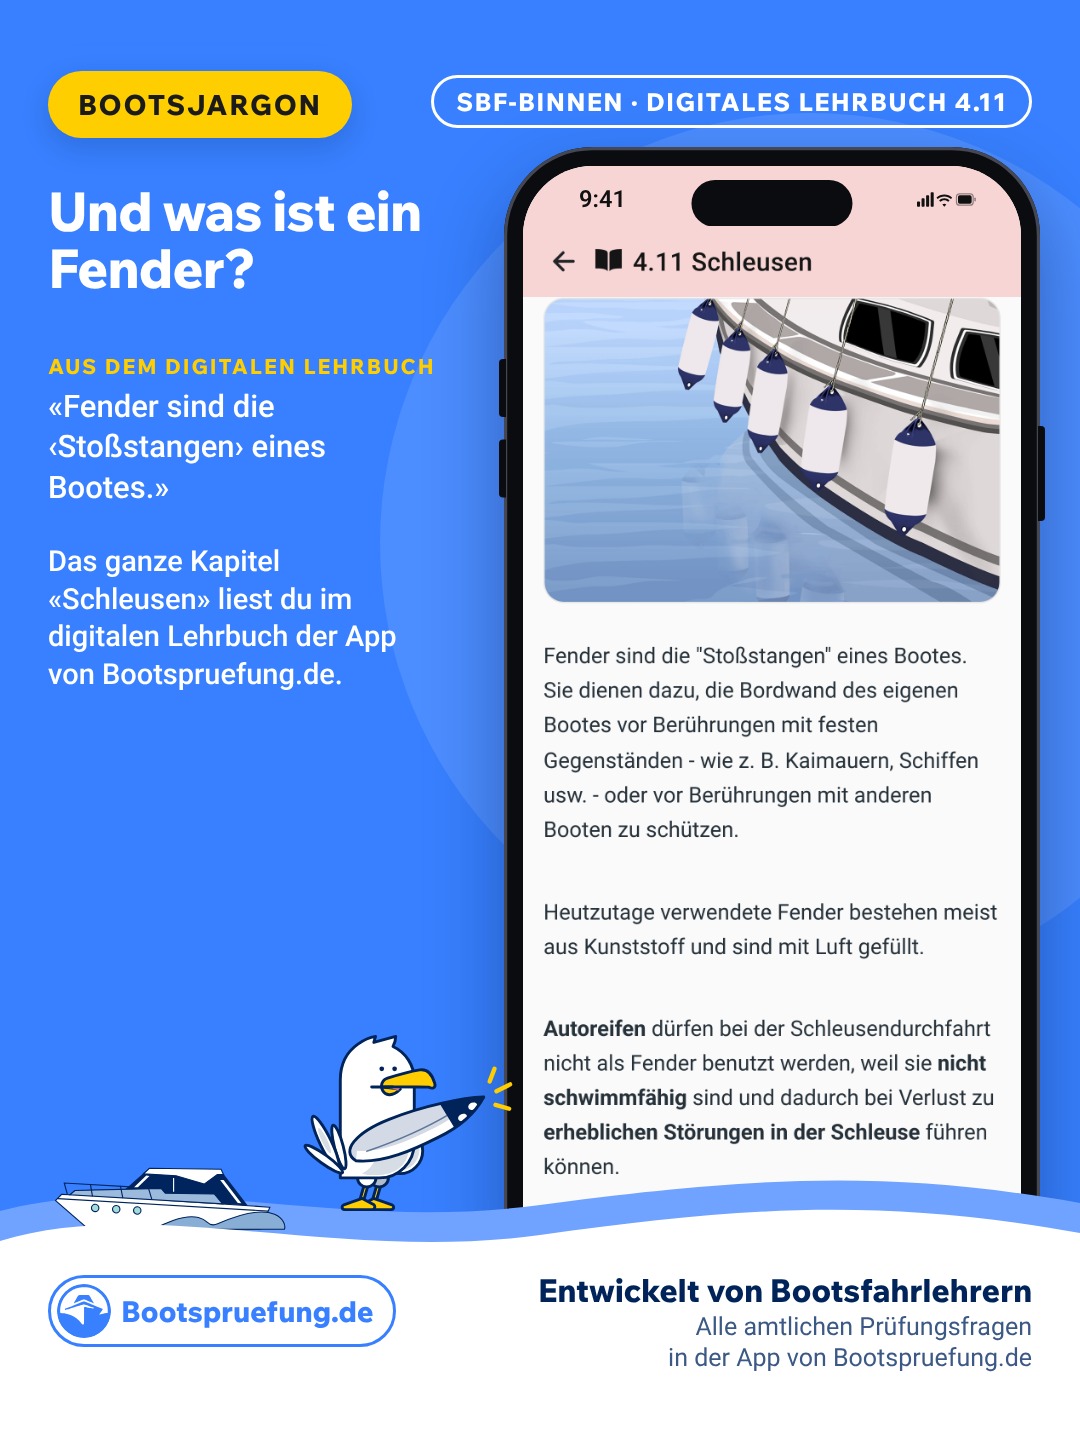 BOOTSJARGON
SBF-BINNEN · DIGITALES LEHRBUCH 4.11
Und was ist ein
Fender?
AUS DEM DIGITALEN LEHRBUCH
«Fender sind die
‹Stoßstangen› eines
Bootes.»
Das ganze Kapitel
«Schleusen» liest du im
digitalen Lehrbuch der App
von Bootspruefung.de.
9:41
4.11 Schleusen
Fender sind die "Stoßstangen" eines Bootes.
Sie dienen dazu, die Bordwand des eigenen
Bootes vor Berührungen mit festen
Gegenständen - wie z. B. Kaimauern, Schiffen
usw. - oder vor Berührungen mit anderen
Booten zu schützen.
Heutzutage verwendete Fender bestehen meist
aus Kunststoff und sind mit Luft gefüllt.
Autoreifen dürfen bei der Schleusendurchfahrt
nicht als Fender benutzt werden, weil sie nicht
schwimmfähig sind und dadurch bei Verlust zu
erheblichen Störungen in der Schleuse führen
können.
Bootspruefung.de
Entwickelt von Bootsfahrlehrern
Alle amtlichen Prüfungsfragen
in der App von Bootspruefung.de